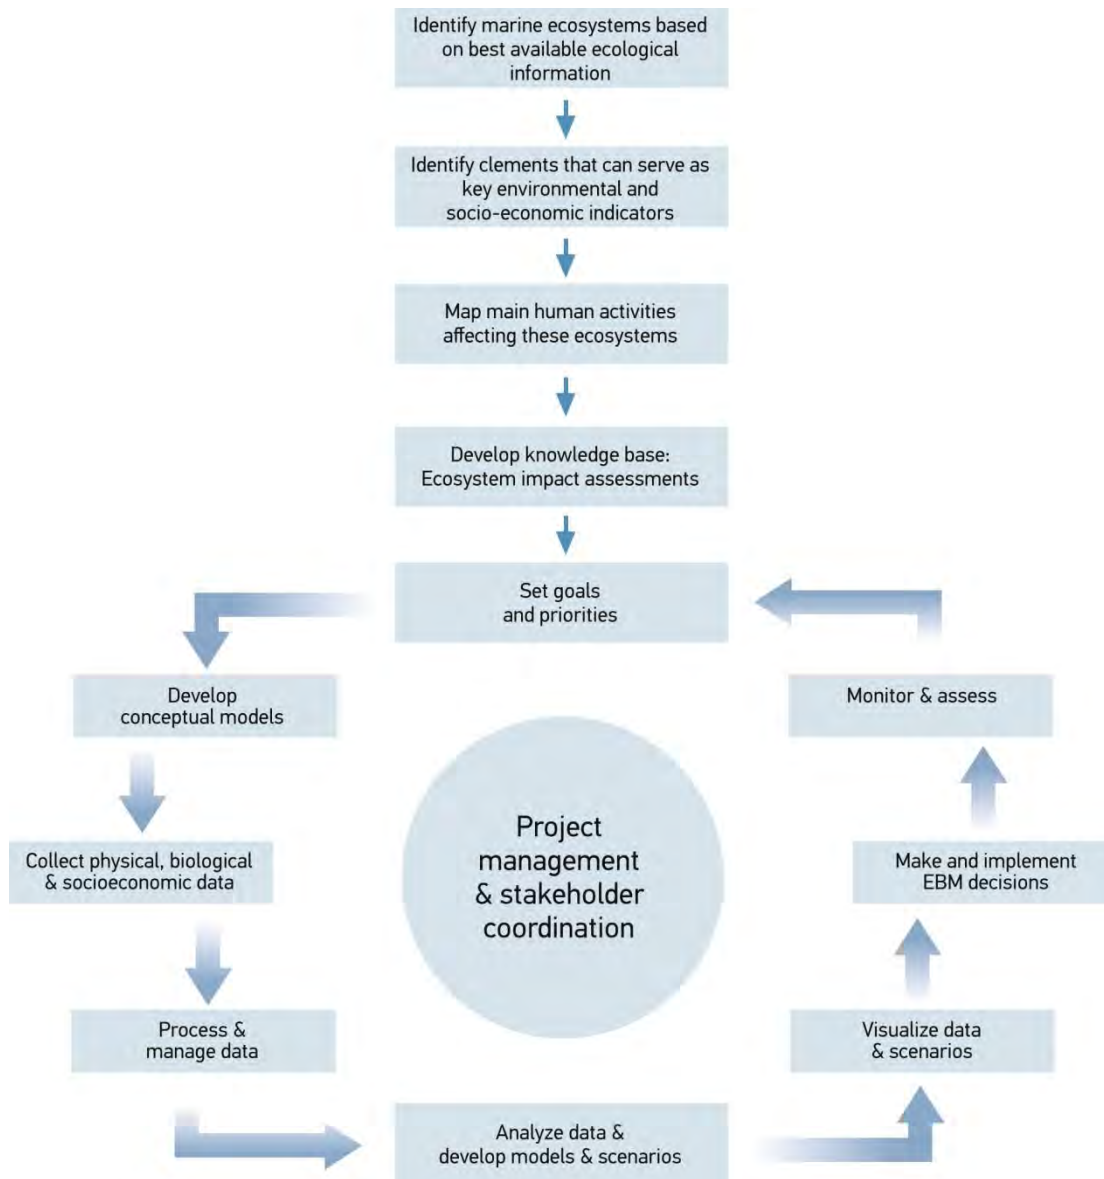 Identify marine ecosystems based
on best available ecological
information
Identify clements that can serve as
key environmental and
socio-economic indicators
Map main human activities
affecting these ecosystems
Develop knowledge base:
Ecosystem impact assessments
Set goals
and priorities
Develop
conceptual models
Monitor & assess
Project
management
& stakeholder
coordination
Collect physical, biological
& socioeconomic data
Make and implement
EBM decisions
Process &
manage data
Visualize data
& scenarios
Analyze data &
develop models & scenarios